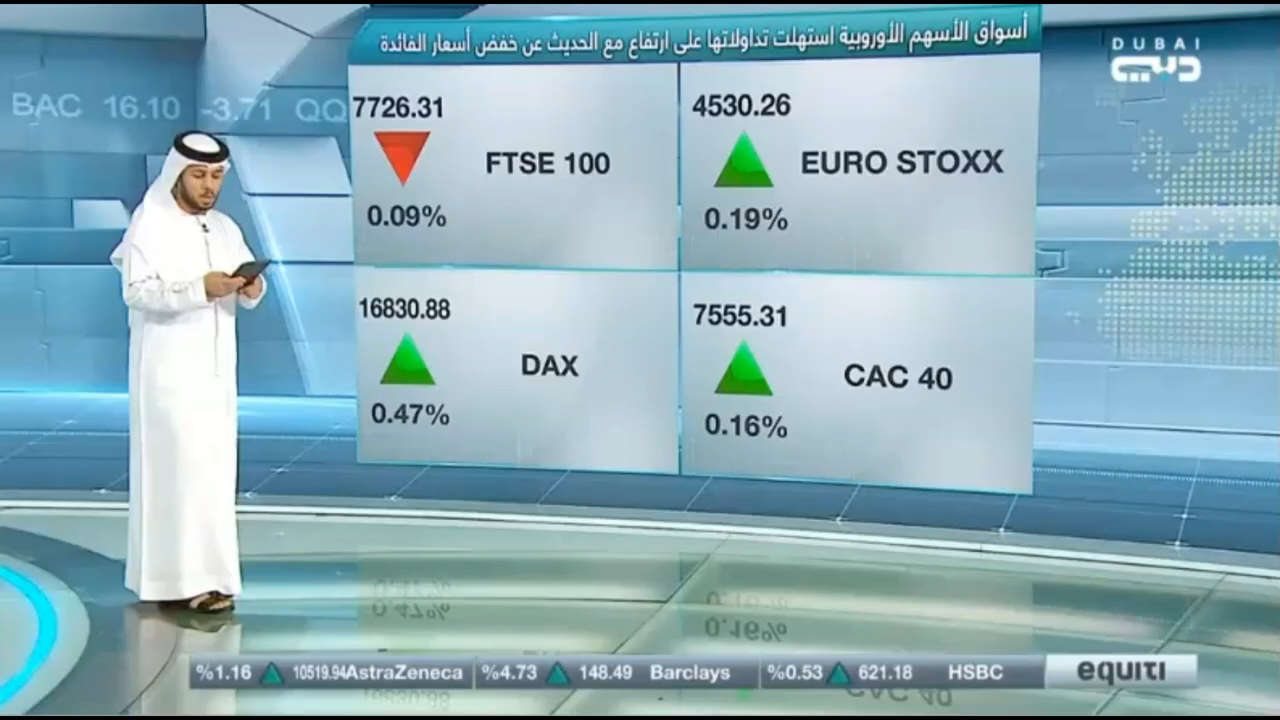 أسواق الأسهم الأوروبية استهلت تداولاتها على ارتفاع مع الحديث عن خفض أسعار الفائدة
DUBAI
دبي
BAC 16.10 -3.71 QQ
7726.31
FTSE 100
0.09%
4530.26
EURO STOXX
0.19%
16830.88
DAX
0.47%
7555.31
CAC 40
0.16%
%1.16 10519.94 AstraZeneca %4.73 148.49 Barclays %0.53 621.18 HSBC equiti